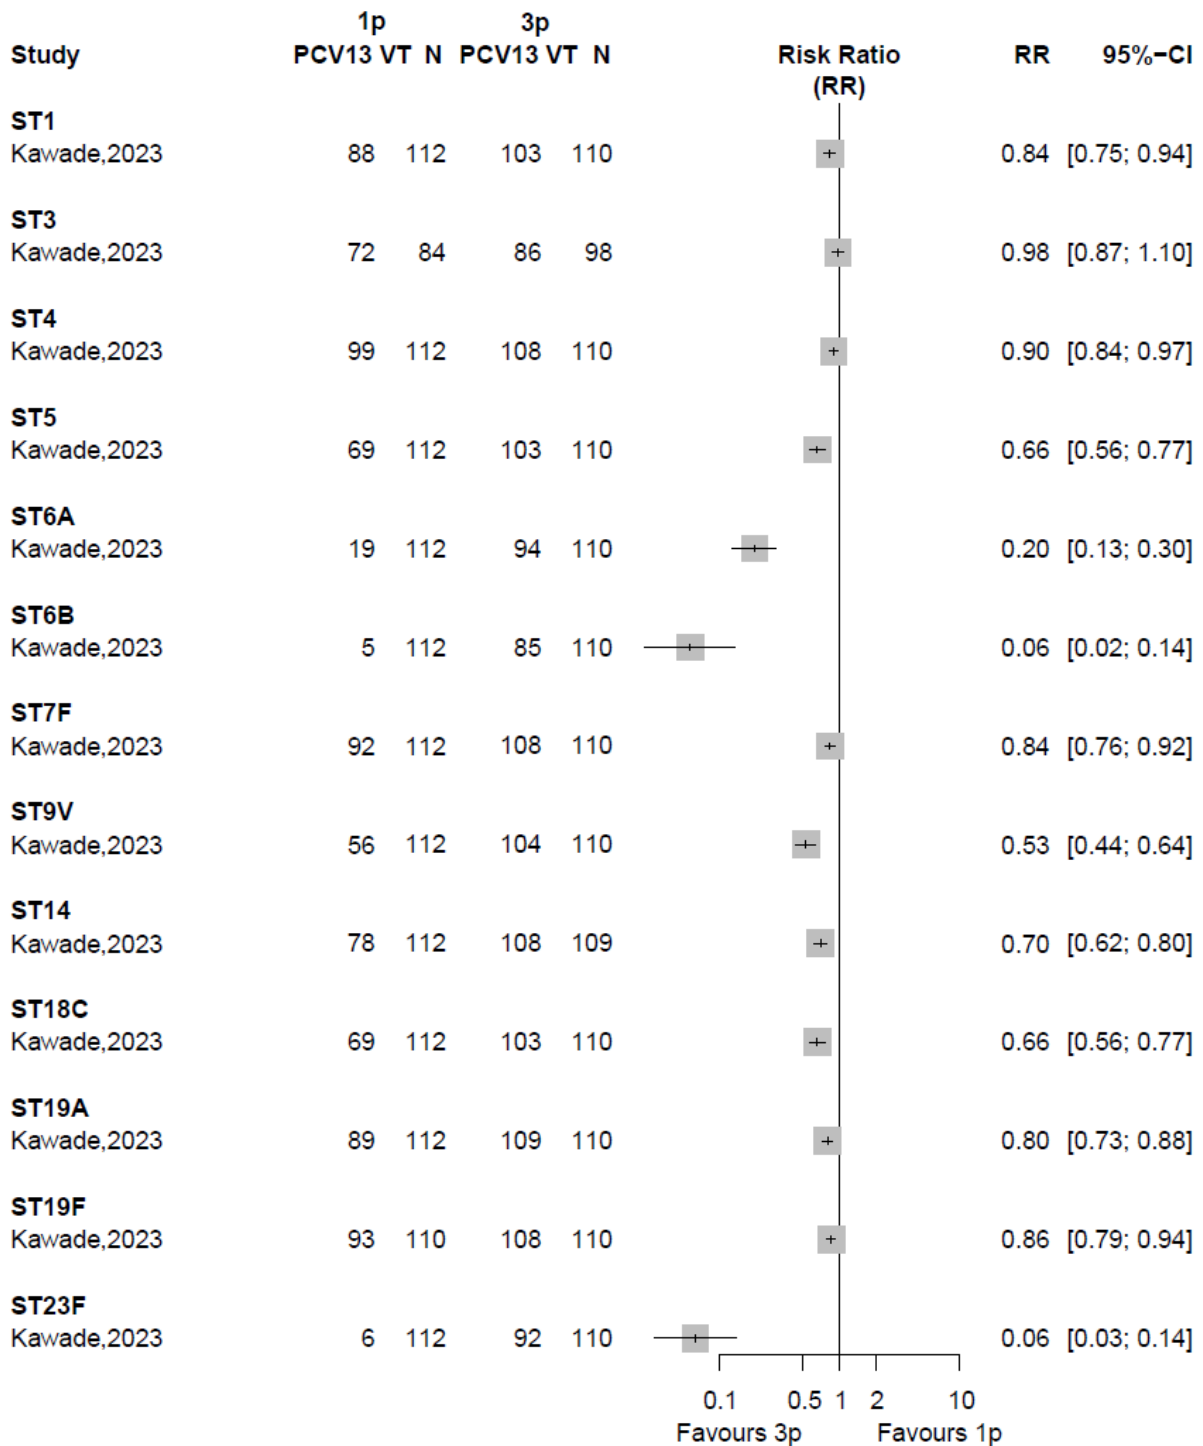 1p 3p
Study PCV13 VT N PCV13 VT N Risk Ratio RR 95%−CI
(RR)
ST1
Kawade,2023 88 112 103 110 0.84 [0.75; 0.94]
ST3
Kawade,2023 72 84 86 98 0.98 [0.87; 1.10]
ST4
Kawade,2023 99 112 108 110 0.90 [0.84; 0.97]
ST5
Kawade,2023 69 112 103 110 0.66 [0.56; 0.77]
ST6A
Kawade,2023 19 112 94 110 0.20 [0.13; 0.30]
ST6B
Kawade,2023 5 112 85 110 0.06 [0.02; 0.14]
ST7F
Kawade,2023 92 112 108 110 0.84 [0.76; 0.92]
ST9V
Kawade,2023 56 112 104 110 0.53 [0.44; 0.64]
ST14
Kawade,2023 78 112 108 109 0.70 [0.62; 0.80]
ST18C
Kawade,2023 69 112 103 110 0.66 [0.56; 0.77]
ST19A
Kawade,2023 89 112 109 110 0.80 [0.73; 0.88]
ST19F
Kawade,2023 93 110 108 110 0.86 [0.79; 0.94]
ST23F
Kawade,2023 6 112 92 110 0.06 [0.03; 0.14]
0.1 0.5 1 2 10
Favours 3p Favours 1p